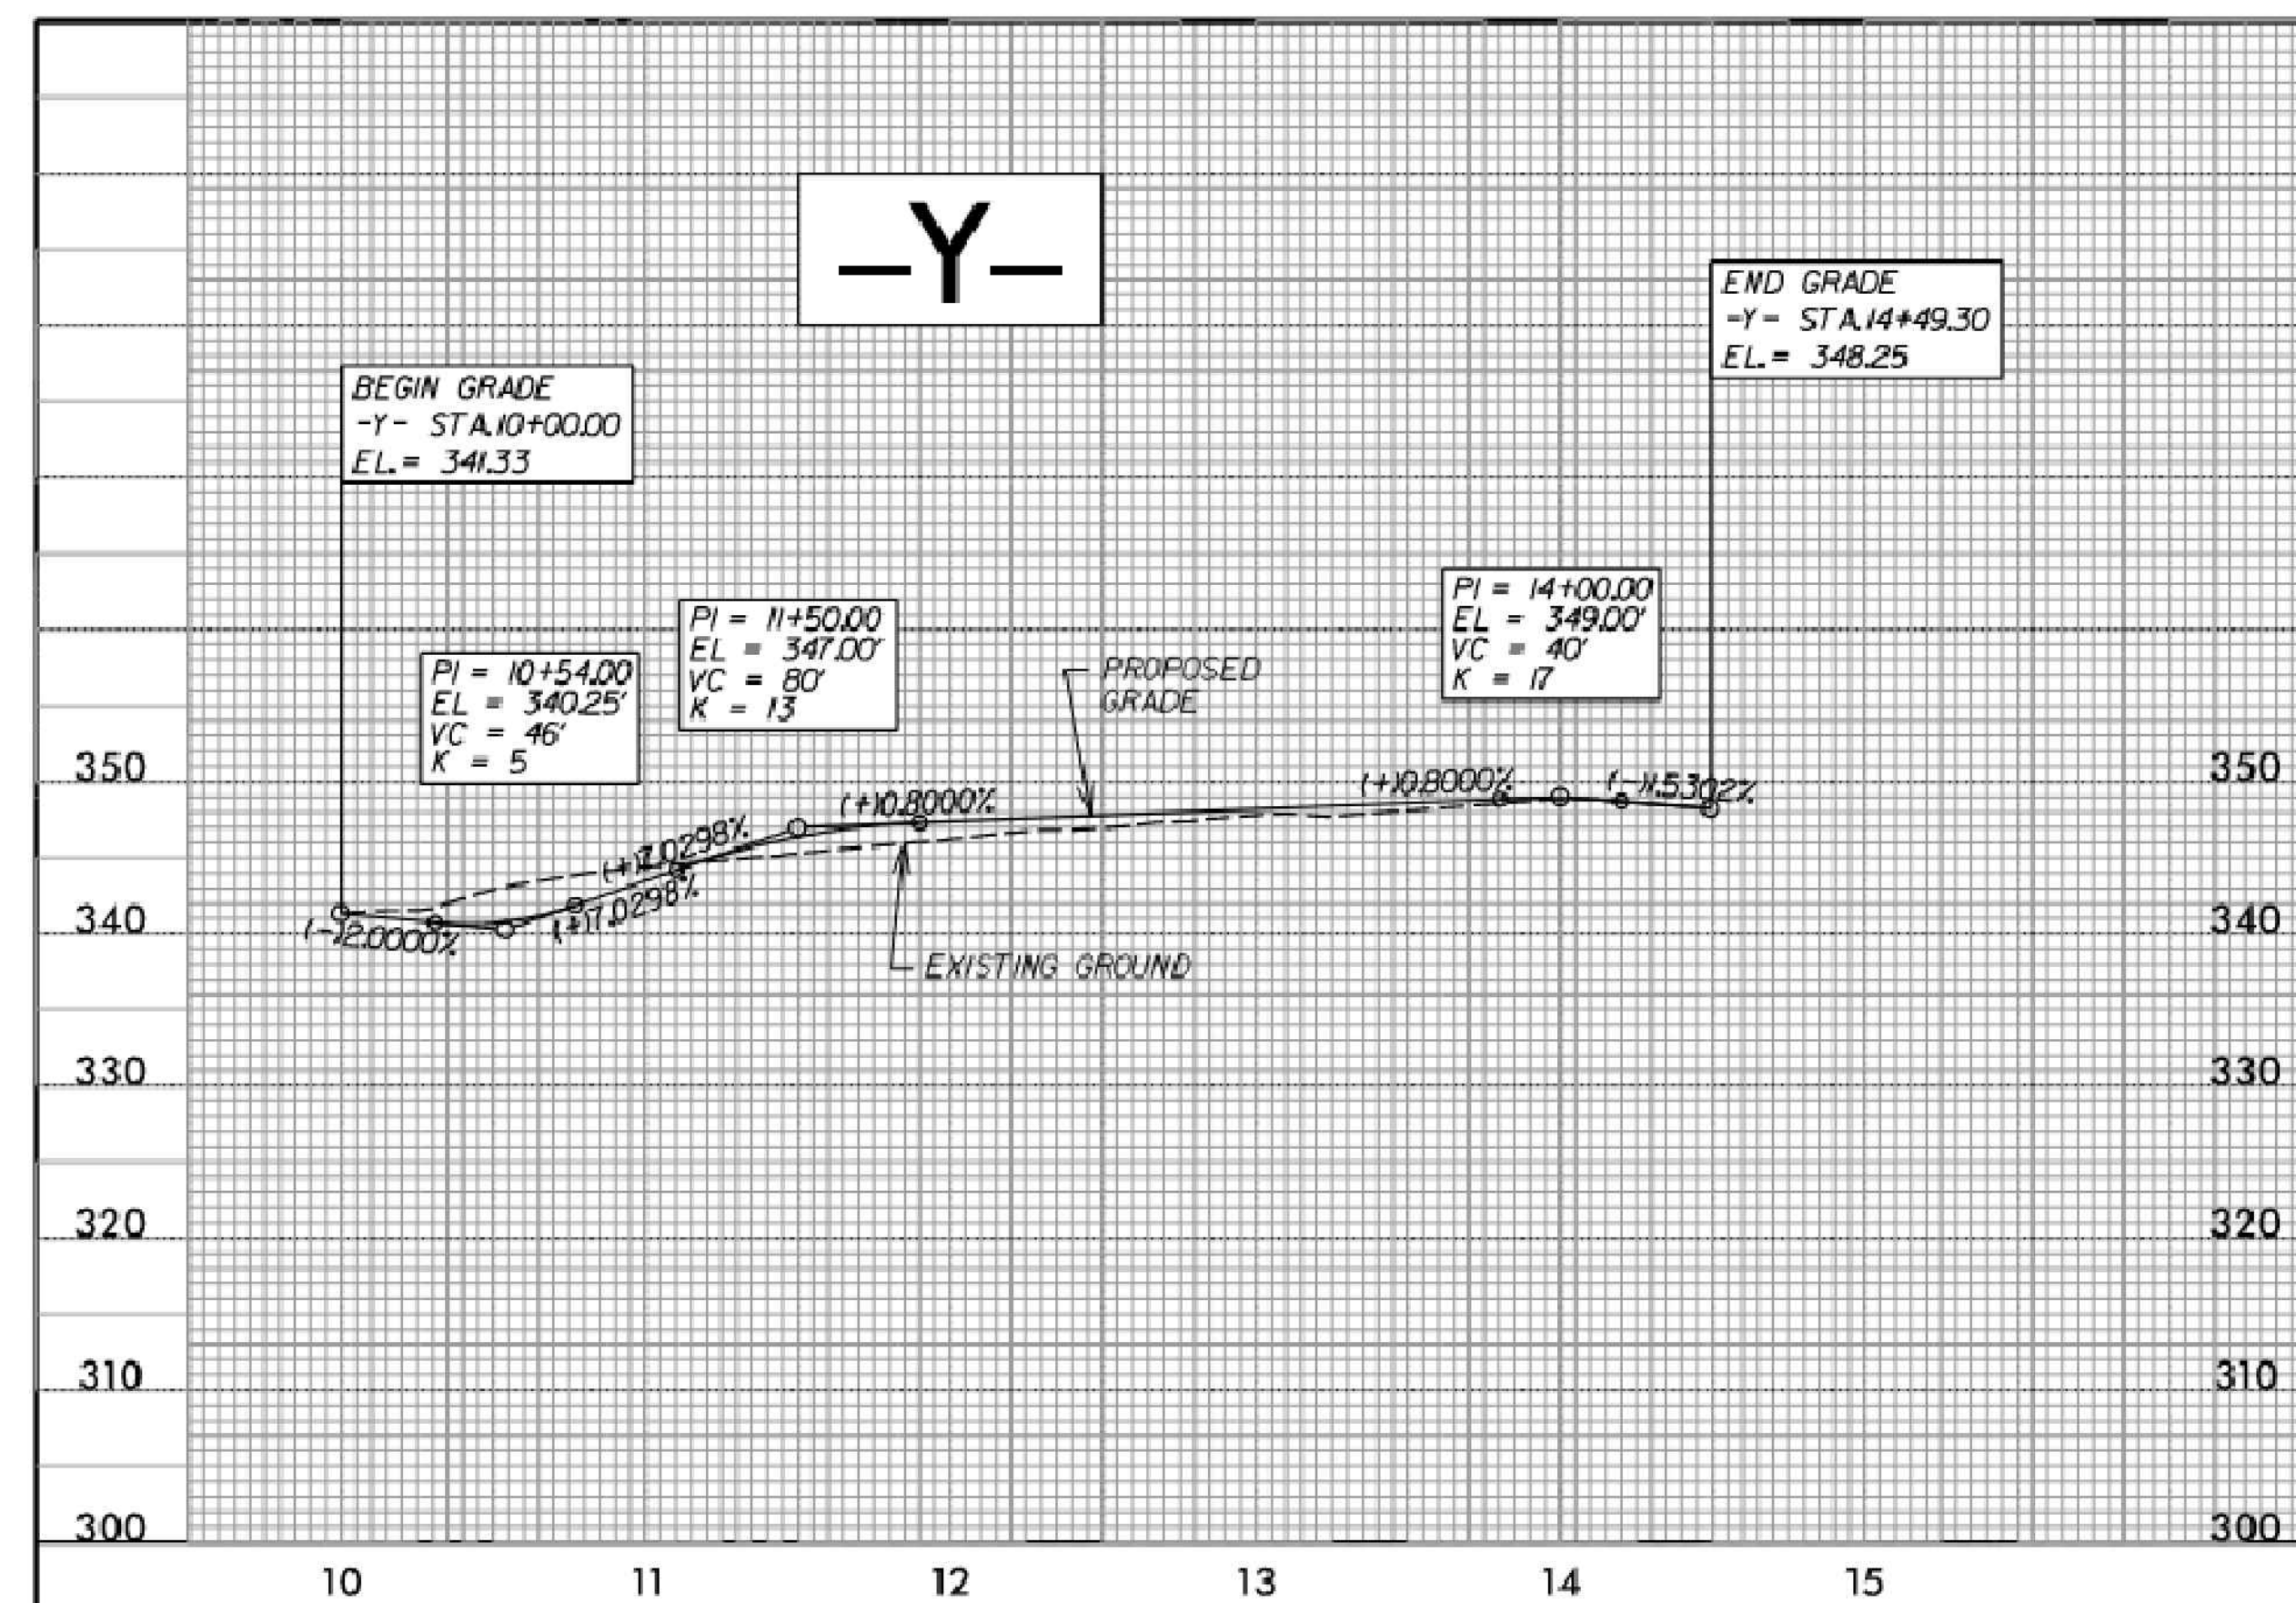 -Y-
END GRADE
-Y- STA.14+49.30
EL.= 348.25
BEGIN GRADE
-Y- STA.10+00.00
EL.= 341.33
PI = 14+00.00
EL = 349.00'
VC = 40'
K = 17
PI = 11+50.00
EL = 347.00'
VC = 80'
K = 13
PI = 10+54.00
EL = 340.25'
VC = 46'
K = 5
PROPOSED
GRADE
350
(+)0.8000%
(+)0.8000%
(-)1.5302%
350
(+)7.0298%
340
(-)2.0000%
(+)7.0298%
340
EXISTING GROUND
330
330
320
320
310
310
300
300
10 11 12 13 14 15